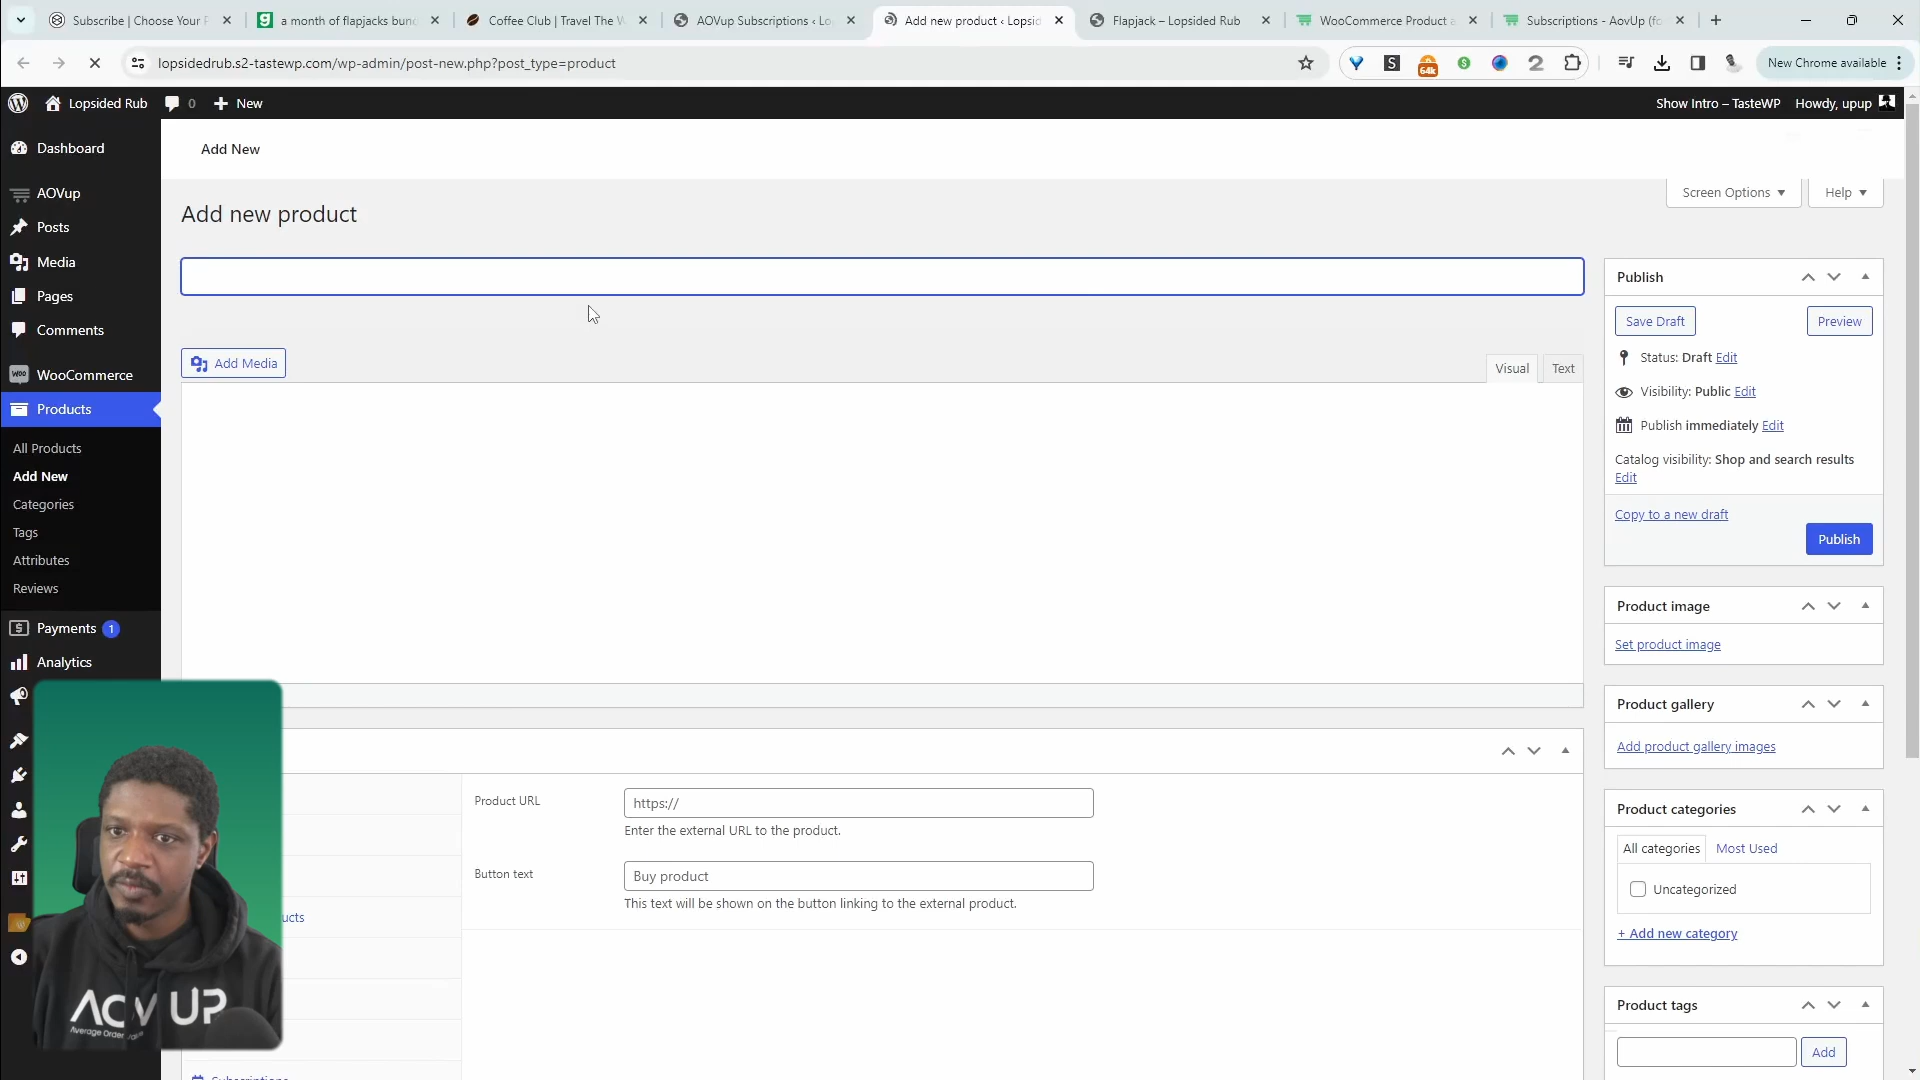 Subscribe | Choose Your F
a month of flapjacks bund
Coffee Club | Travel The W
AOVup Subscriptions ‹ Lo
Add new product ‹ Lopsid
Flapjack – Lopsided Rub
WooCommerce Product a
Subscriptions - AovUp (fo
lopsidedrub.s2-tastewp.com/wp-admin/post-new.php?post_type=product
64k
New Chrome available
Lopsided Rub
0
New
Show Intro – TasteWP
Howdy, upup
Dashboard
AOVup
Posts
Media
Pages
Comments
WooCommerce
Products
All Products
Add New
Categories
Tags
Attributes
Reviews
Payments 1
Analytics
Add New
Screen Options
Help
Add new product
Add Media
Visual
Text
Product URL
https://
Enter the external URL to the product.
Button text
Buy product
This text will be shown on the button linking to the external product.
ucts
Subscriptions
Publish
Save Draft
Preview
Status: Draft Edit
Visibility: Public Edit
Publish immediately Edit
Catalog visibility: Shop and search results
Edit
Copy to a new draft
Publish
Product image
Set product image
Product gallery
Add product gallery images
Product categories
All categories
Most Used
Uncategorized
+ Add new category
Product tags
Add
AOVUP